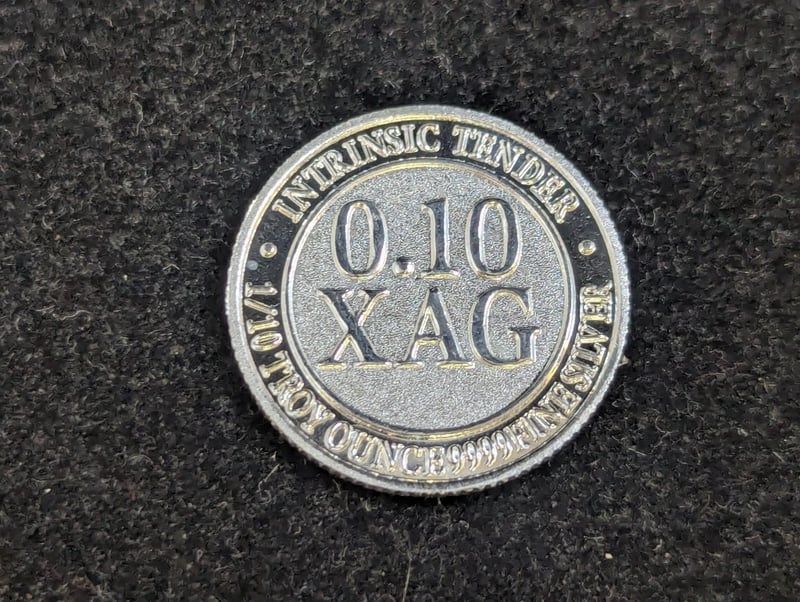 INTRINSIC TENDER
0.10
XAG
1/10 TROY OUNCE 9999 FINE SILVER